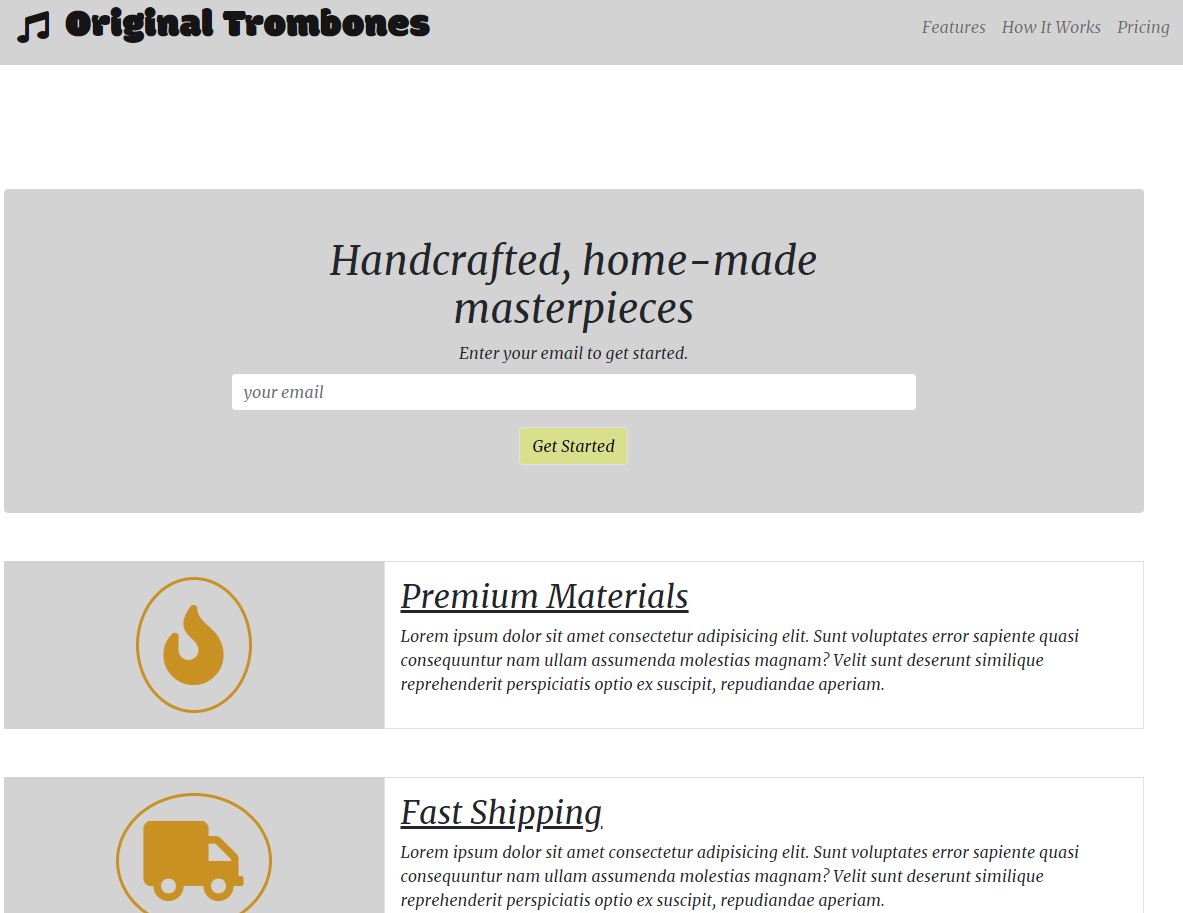 Original Trombones
Features How It Works Pricing
Handcrafted, home-made
masterpieces
Enter your email to get started.
your email
Get Started
Premium Materials
Lorem ipsum dolor sit amet consectetur adipisicing elit. Sunt voluptates error sapiente quasi
consequuntur nam ullam assumenda molestias magnam? Velit sunt deserunt similique
reprehenderit perspiciatis optio ex suscipit, repudiandae aperiam.
Fast Shipping
Lorem ipsum dolor sit amet consectetur adipisicing elit. Sunt voluptates error sapiente quasi
consequuntur nam ullam assumenda molestias magnam? Velit sunt deserunt similique
reprehenderit perspiciatis optio ex suscipit, repudiandae aperiam.